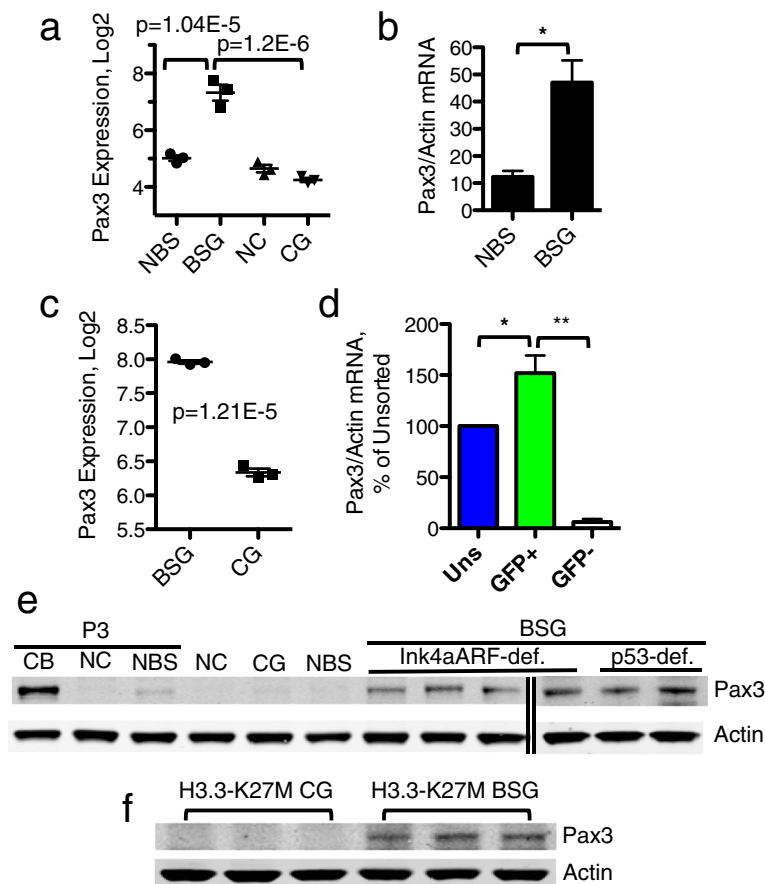 a
p=1.04E-5
p=1.2E-6
Pax3 Expression, Log2
8
6
4
NBS
BSG
NC
CG
b
*
Pax3/Actin mRNA
60
50
40
30
20
10
0
NBS
BSG
c
Pax3 Expression, Log2
8.5
8.0
7.5
7.0
6.5
6.0
5.5
p=1.21E-5
BSG
CG
d
* **
Pax3/Actin mRNA,
% of Unsorted
200
150
100
50
0
Uns
GFP+
GFP-
e
P3 BSG
CB NC NBS NC CG NBS Ink4aARF-def. p53-def.
Pax3
Actin
f
H3.3-K27M CG H3.3-K27M BSG
Pax3
Actin